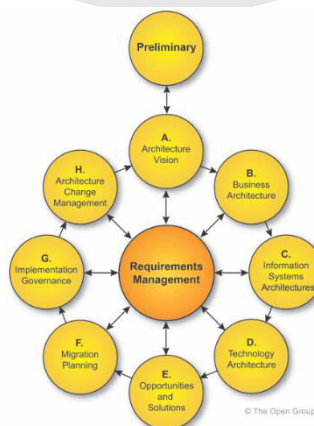 Preliminary
A.
Architecture
Vision
B.
Business
Architecture
C.
Information
Systems
Architectures
D.
Technology
Architecture
E.
Opportunities
and
Solutions
F.
Migration
Planning
G.
Implementation
Governance
H.
Architecture
Change
Management
Requirements
Management
© The Open Group